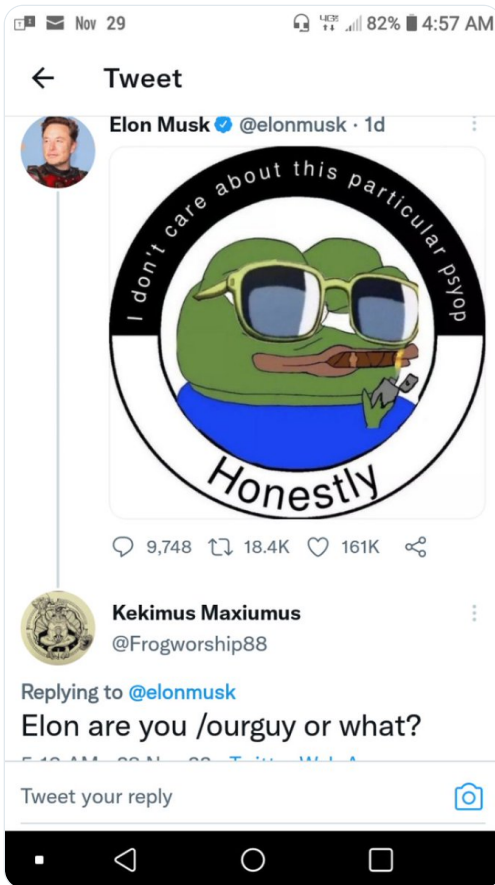 Nov 29
82% 4:57 AM
Tweet
Elon Musk @elonmusk · 1d
I don't care about this particular psyop
Honestly
9,748 18.4K 161K
Kekimus Maxiumus
@Frogworship88
Replying to @elonmusk
Elon are you /ourguy or what?
Tweet your reply